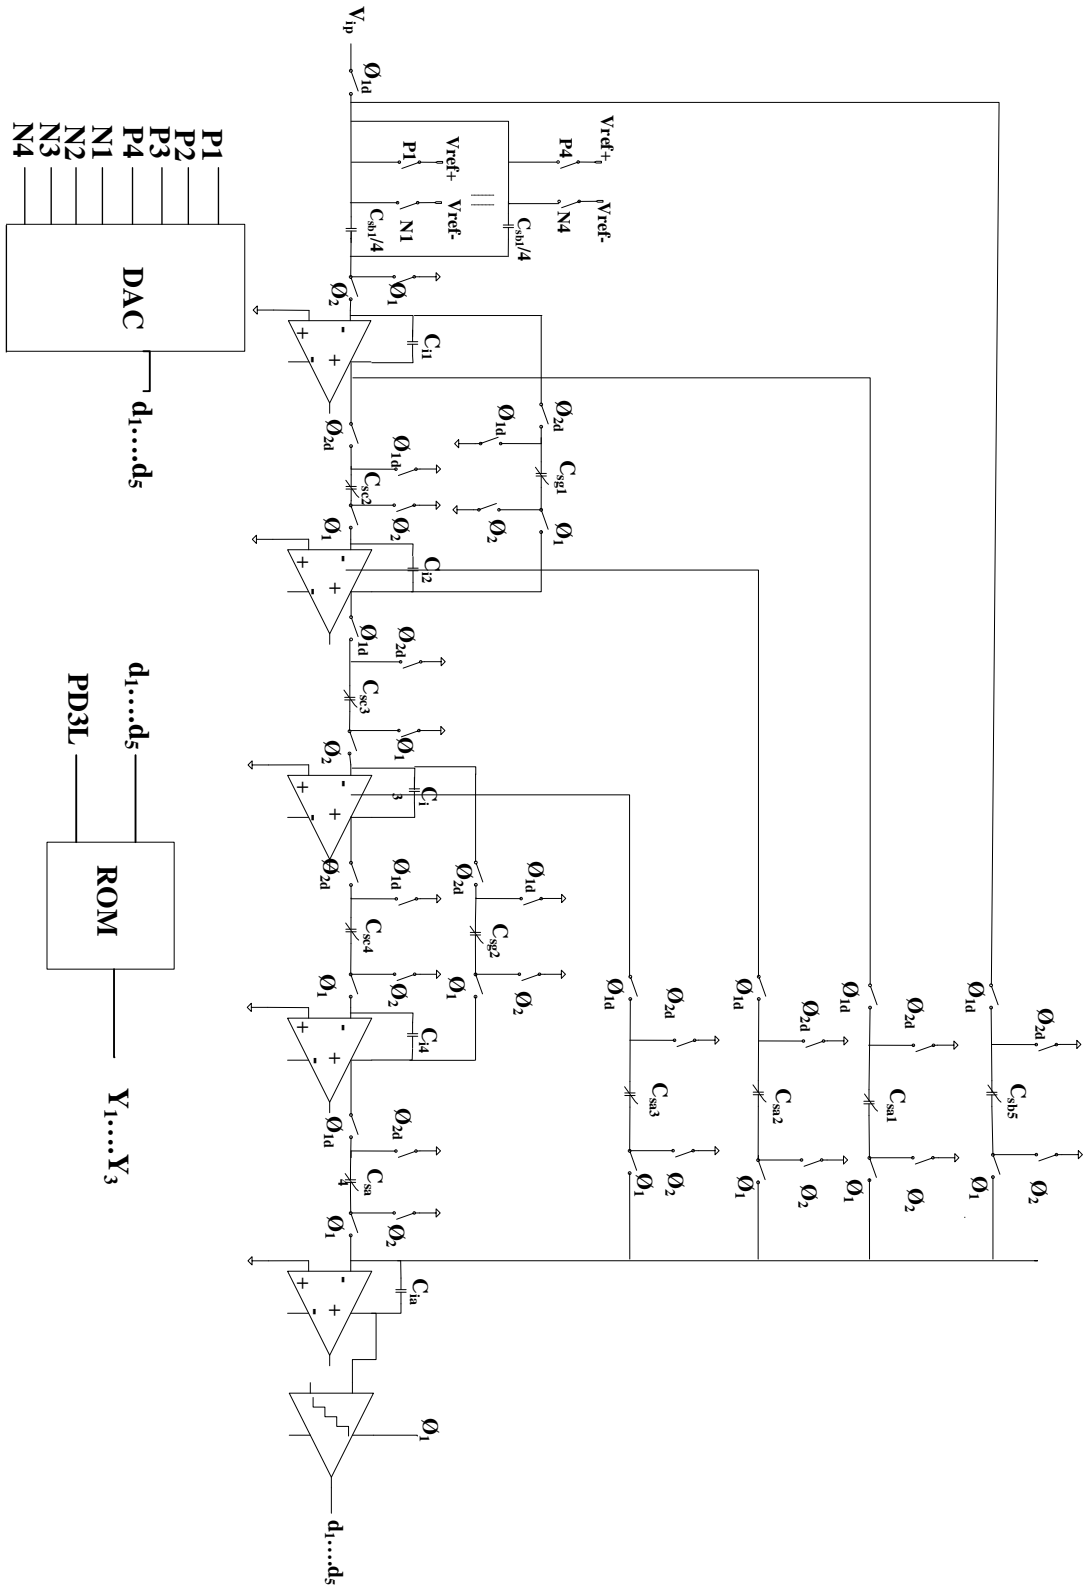 V_ip
Ø_1d
Vref+
P4
Vref-
N4
C_sb1/4
Vref+
P1
Vref-
N1
C_sb1/4
Ø_1
Ø_2
C_i1
Ø_2d
Ø_1d
C_sg1
Ø_1
Ø_2
Ø_2d
Ø_1d
C_sc2
Ø_2
Ø_1
C_i2
Ø_1d
Ø_2d
C_sc3
Ø_1
Ø_2
C_i
3
Ø_2d
Ø_1d
C_sg2
Ø_1
Ø_2
Ø_2d
Ø_1d
C_sc4
Ø_2
Ø_1
C_i4
Ø_1d
Ø_2d
C_sa
4
Ø_2
Ø_1
C_ia
Ø_1
d_1....d_5
Ø_1d
Ø_2d
C_sb5
Ø_2
Ø_1
Ø_1d
Ø_2d
C_sa1
Ø_2
Ø_1
Ø_1d
Ø_2d
C_sa2
Ø_2
Ø_1
Ø_1d
Ø_2d
C_sa3
Ø_2
Ø_1
+
-
+
-
+
-
+
-
+
-
+
-
+
-
+
-
+
-
+
-
P1
P2
P3
P4
N1
N2
N3
N4
DAC
d_1....d_5
d_1....d_5
PD3L
ROM
Y_1....Y_3